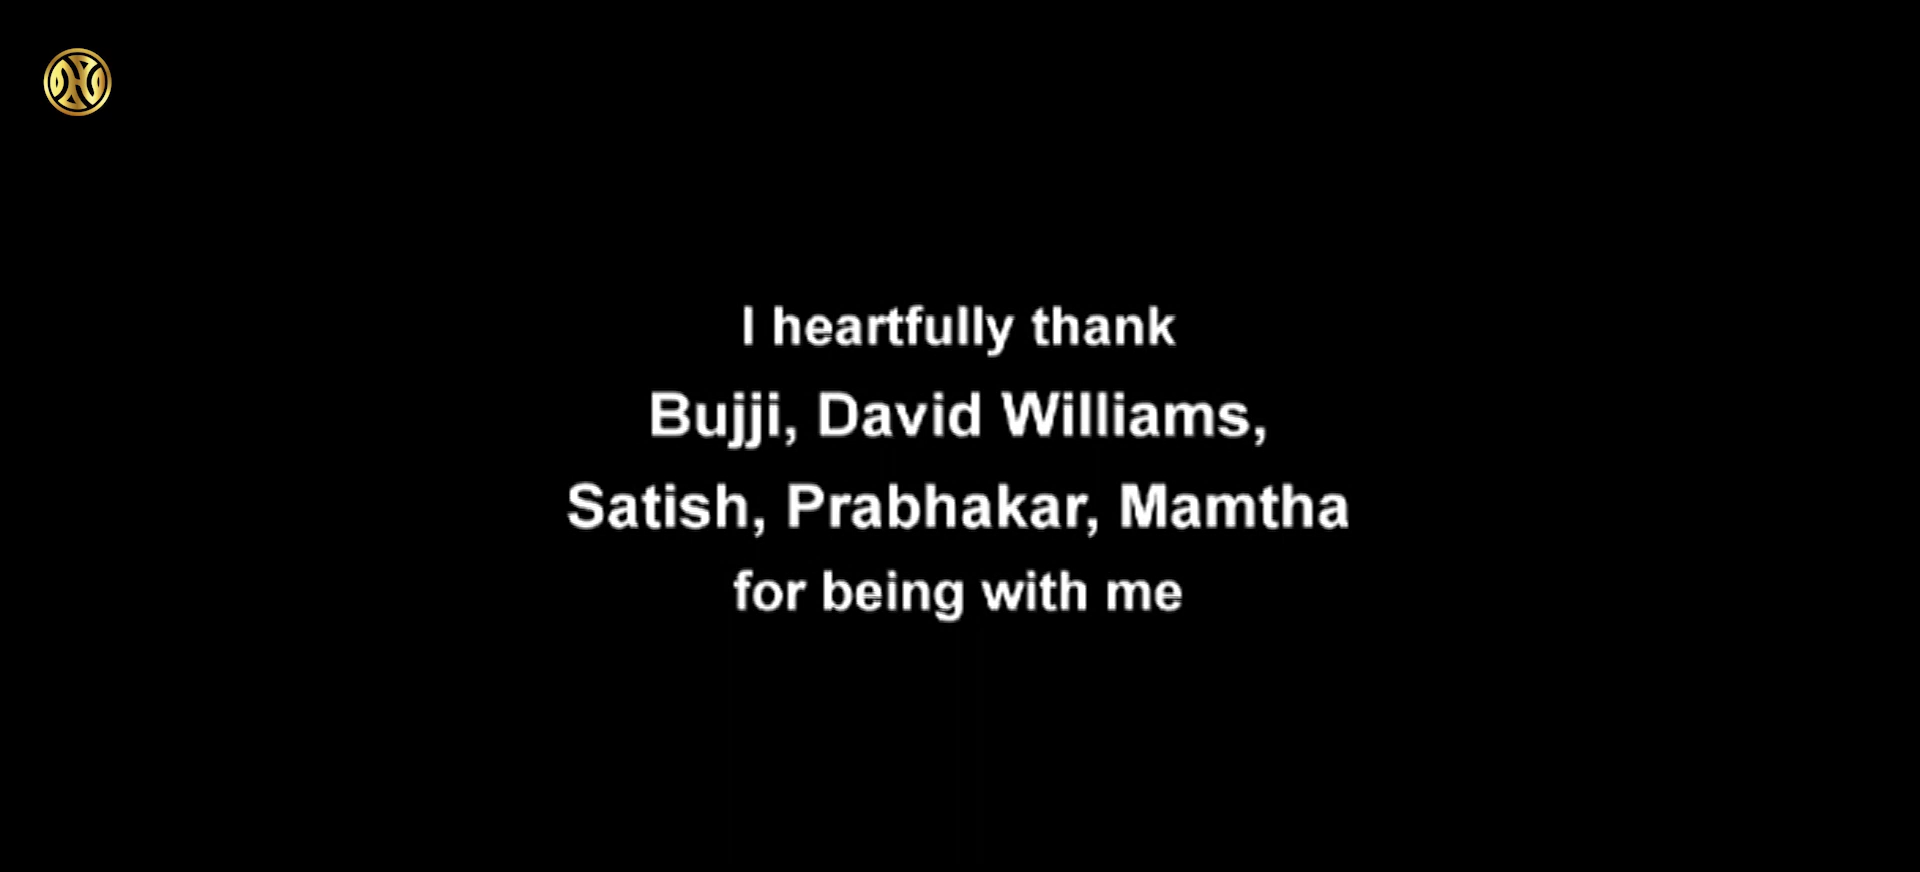 I heartfully thank
Bujji, David Williams,
Satish, Prabhakar, Mamtha
for being with me